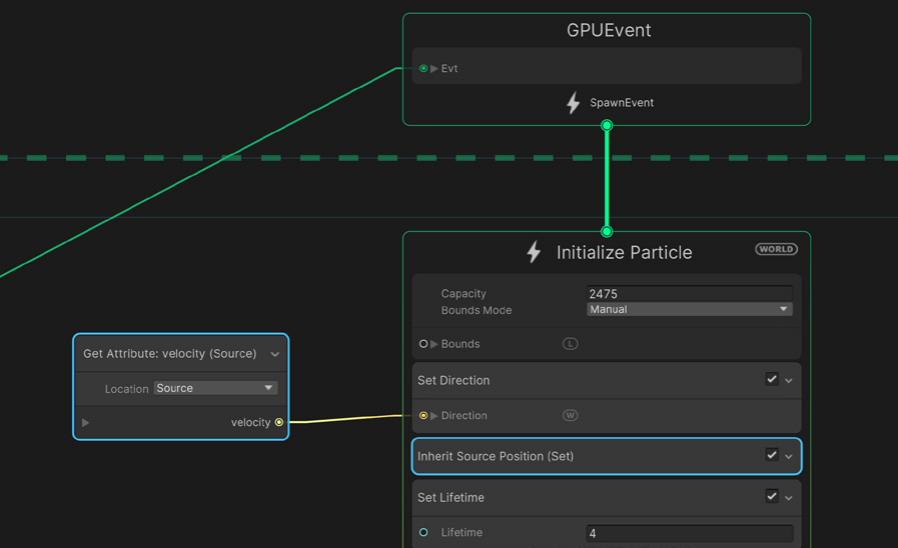 GPUEvent
Evt
SpawnEvent
Initialize Particle
WORLD
Capacity 2475
Bounds Mode Manual
Bounds L
Set Direction
Direction W
Inherit Source Position (Set)
Set Lifetime
Lifetime 4
Get Attribute: velocity (Source)
Location Source
velocity